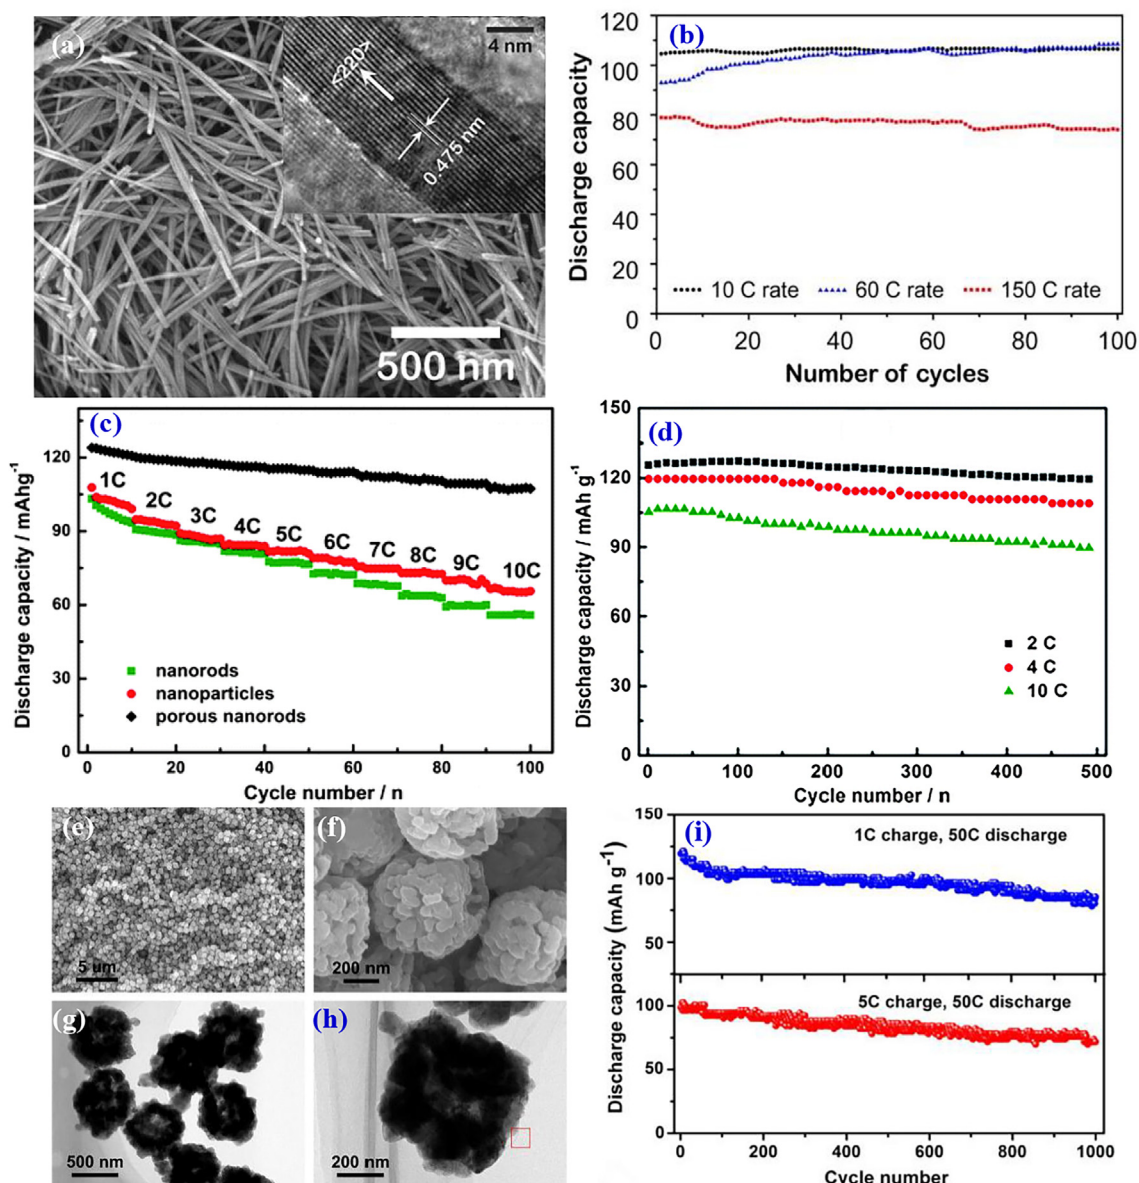 (a)
4 nm
<220>
0.475 nm
500 nm
(b)
Discharge capacity
120
100
80
60
40
20
0
10 C rate 60 C rate 150 C rate
0 20 40 60 80 100
Number of cycles
(c)
Discharge capacity / mAhg⁻¹
120
90
60
30
0
1C 2C 3C 4C 5C 6C 7C 8C 9C 10C
nanorods
nanoparticles
porous nanorods
0 20 40 60 80 100
Cycle number / n
(d)
Discharge capacity / mAh g⁻¹
150
120
90
60
30
0
2 C
4 C
10 C
0 100 200 300 400 500
Cycle number / n
(e)
5 um
(f)
200 nm
(g)
500 nm
(h)
200 nm
(i)
Discharge capacity (mAh g⁻¹)
150
100
50
1C charge, 50C discharge
100
50
0
5C charge, 50C discharge
0 200 400 600 800 1000
Cycle number